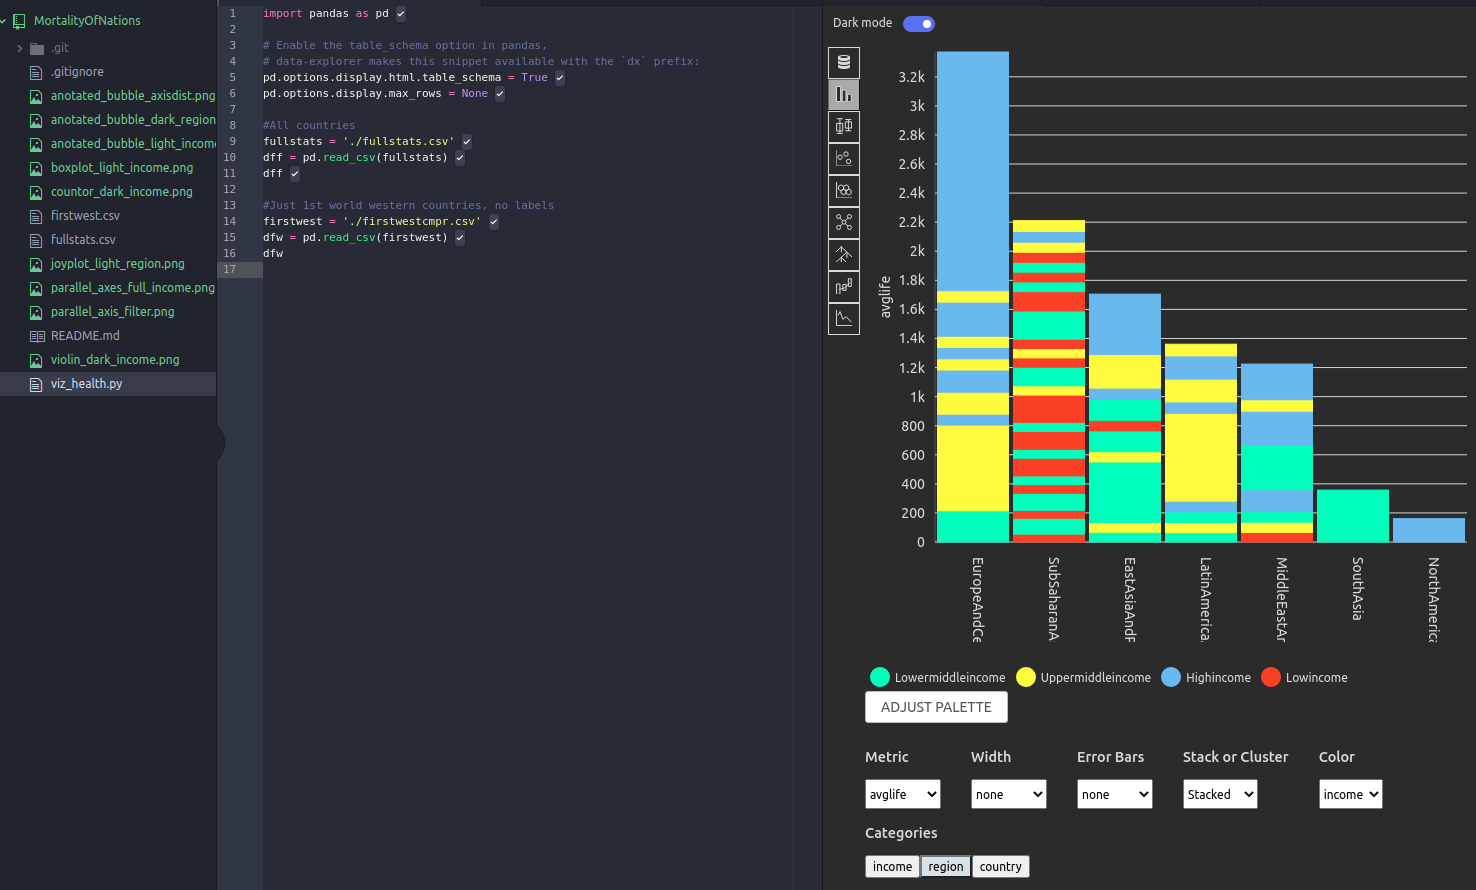 MortalityOfNations
.git
.gitignore
anotated_bubble_axisdist.png
anotated_bubble_dark_region
anotated_bubble_light_incom
boxplot_light_income.png
countor_dark_income.png
firstwest.csv
fullstats.csv
joyplot_light_region.png
parallel_axes_full_income.png
parallel_axis_filter.png
README.md
violin_dark_income.png
viz_health.py
1 import pandas as pd
2
3 # Enable the table_schema option in pandas,
4 # data-explorer makes this snippet available with the `dx` prefix:
5 pd.options.display.html.table_schema = True
6 pd.options.display.max_rows = None
7
8 #All countries
9 fullstats = './fullstats.csv'
10 dff = pd.read_csv(fullstats)
11 dff
12
13 #Just 1st world western countries, no labels
14 firstwest = './firstwestcmpr.csv'
15 dfw = pd.read_csv(firstwest)
16 dfw
17
Dark mode
avglife
3.2k
3k
2.8k
2.6k
2.4k
2.2k
2k
1.8k
1.6k
1.4k
1.2k
1k
800
600
400
200
0
EuropeAndCe
SubSaharanA
EastAsiaAndF
LatinAmerica.
MiddleEastAr
SouthAsia
NorthAmerica
Lowermiddleincome Uppermiddleincome Highincome Lowincome
ADJUST PALETTE
Metric Width Error Bars Stack or Cluster Color
avglife none none Stacked income
Categories
income region country